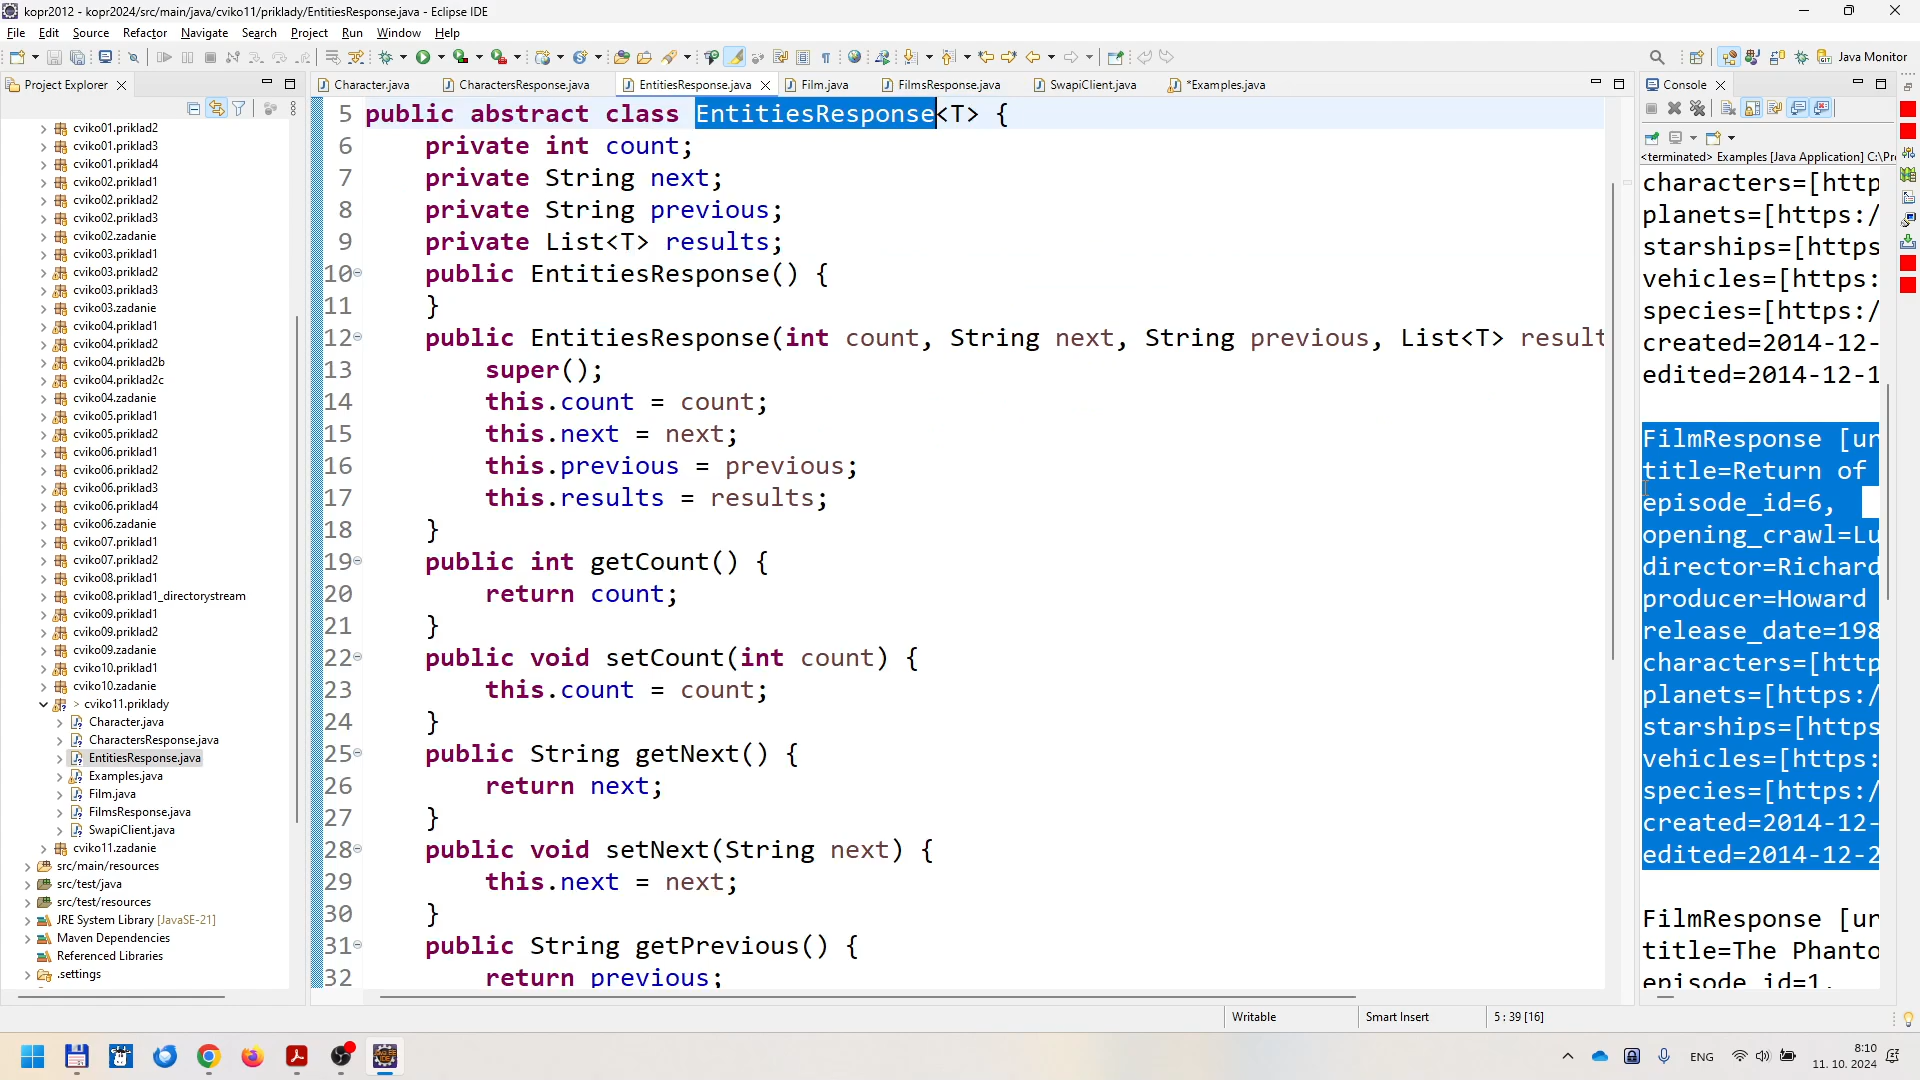 kopr2012 - kopr2024/src/main/java/cviko11/priklady/EntitiesResponse.java - Eclipse IDE
File Edit Source Refactor Navigate Search Project Run Window Help
Java Monitor
Project Explorer
cviko01.priklad2
cviko01.priklad3
cviko01.priklad4
cviko02.priklad1
cviko02.priklad2
cviko02.priklad3
cviko02.zadanie
cviko03.priklad1
cviko03.priklad2
cviko03.priklad3
cviko03.zadanie
cviko04.priklad1
cviko04.priklad2
cviko04.priklad2b
cviko04.priklad2c
cviko04.zadanie
cviko05.priklad1
cviko05.priklad2
cviko06.priklad1
cviko06.priklad2
cviko06.priklad3
cviko06.priklad4
cviko06.zadanie
cviko07.priklad1
cviko07.priklad2
cviko08.priklad1
cviko08.priklad1_directorystream
cviko09.priklad1
cviko09.priklad2
cviko09.zadanie
cviko10.priklad1
cviko10.zadanie
> cviko11.priklady
Character.java
CharactersResponse.java
EntitiesResponse.java
Examples.java
Film.java
FilmsResponse.java
SwapiClient.java
cviko11.zadanie
src/main/resources
src/test/java
src/test/resources
JRE System Library [JavaSE-21]
Maven Dependencies
Referenced Libraries
.settings
Character.java CharactersResponse.java EntitiesResponse.java Film.java FilmsResponse.java SwapiClient.java *Examples.java
5 public abstract class EntitiesResponse<T> {
6 private int count;
7 private String next;
8 private String previous;
9 private List<T> results;
10 public EntitiesResponse() {
11 }
12 public EntitiesResponse(int count, String next, String previous, List<T> result
13 super();
14 this.count = count;
15 this.next = next;
16 this.previous = previous;
17 this.results = results;
18 }
19 public int getCount() {
20 return count;
21 }
22 public void setCount(int count) {
23 this.count = count;
24 }
25 public String getNext() {
26 return next;
27 }
28 public void setNext(String next) {
29 this.next = next;
30 }
31 public String getPrevious() {
32 return previous;
Console
<terminated> Examples [Java Application] C:\Pr
characters=[http
planets=[https:/
starships=[https
vehicles=[https:
species=[https:/
created=2014-12-
edited=2014-12-1
FilmResponse [ur
title=Return of
episode_id=6,
opening_crawl=Lu
director=Richard
producer=Howard
release_date=198
characters=[http
planets=[https:/
starships=[https
vehicles=[https:
species=[https:/
created=2014-12-
edited=2014-12-2
FilmResponse [ur
title=The Phanto
episode_id=1,
Writable Smart Insert 5 : 39 [16]
ENG
8:10
11. 10. 2024